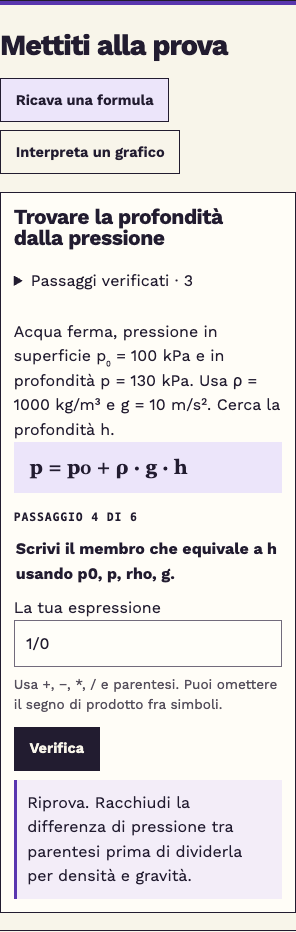 Mettiti alla prova
Ricava una formula
Interpreta un grafico
Trovare la profondità
dalla pressione
▶ Passaggi verificati · 3
Acqua ferma, pressione in
superficie p₀ = 100 kPa e in
profondità p = 130 kPa. Usa ρ =
1000 kg/m³ e g = 10 m/s². Cerca la
profondità h.
p = p₀ + ρ · g · h
PASSAGGIO 4 DI 6
Scrivi il membro che equivale a h
usando p0, p, rho, g.
La tua espressione
1/0
Usa +, −, *, / e parentesi. Puoi omettere
il segno di prodotto fra simboli.
Verifica
Riprova. Racchiudi la
differenza di pressione tra
parentesi prima di dividerla
per densità e gravità.